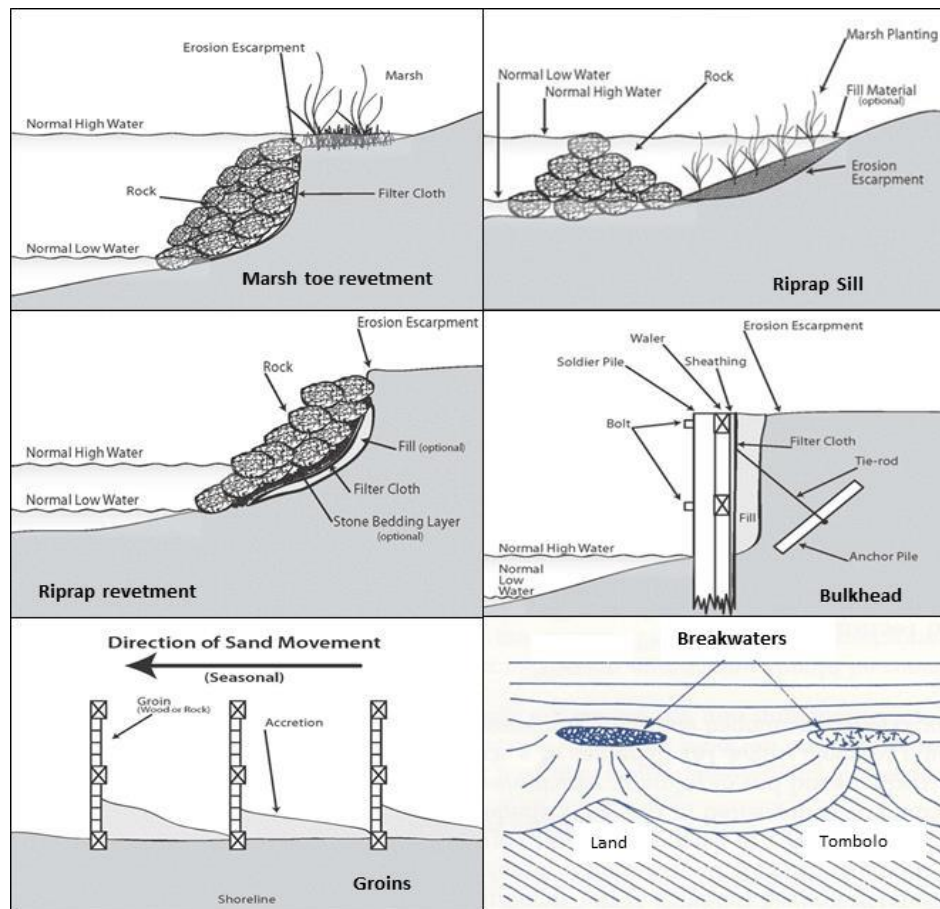 Erosion Escarpment
Marsh
Normal High Water
Rock
Filter Cloth
Normal Low Water
Marsh toe revetment
Marsh Planting
Normal Low Water
Rock
Normal High Water
Fill Material
(optional)
Erosion
Escarpment
Riprap Sill
Erosion Escarpment
Rock
Fill (optional)
Normal High Water
Filter Cloth
Normal Low Water
Stone Bedding Layer
(optional)
Riprap revetment
Erosion Escarpment
Waler
Soldier Pile
Sheathing
Bolt
Filter Cloth
Tie-rod
Fill
Normal High Water
Anchor Pile
Normal
Low
Water
Bulkhead
Direction of Sand Movement
(Seasonal)
Groin
(Wood or Rock)
Accretion
Groins
Shoreline
Breakwaters
Land
Tombolo